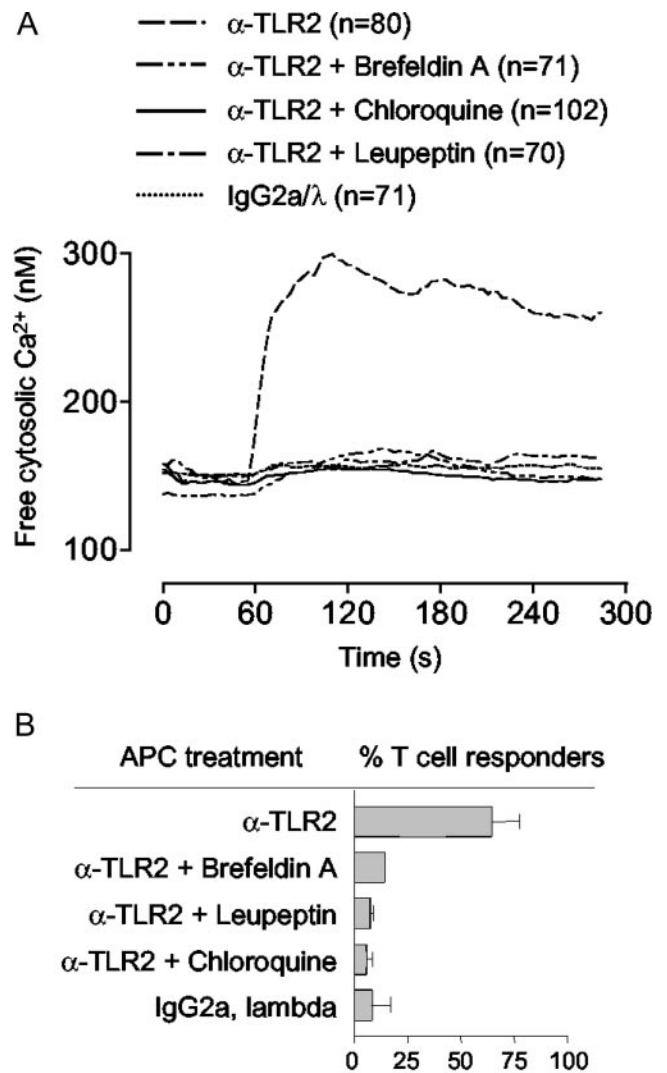 A
α-TLR2 (n=80)
α-TLR2 + Brefeldin A (n=71)
α-TLR2 + Chloroquine (n=102)
α-TLR2 + Leupeptin (n=70)
IgG2a/λ (n=71)
Free cytosolic Ca²⁺ (nM)
300
200
100
0 60 120 180 240 300
Time (s)
B
APC treatment % T cell responders
α-TLR2
α-TLR2 + Brefeldin A
α-TLR2 + Leupeptin
α-TLR2 + Chloroquine
IgG2a, lambda
0 25 50 75 100